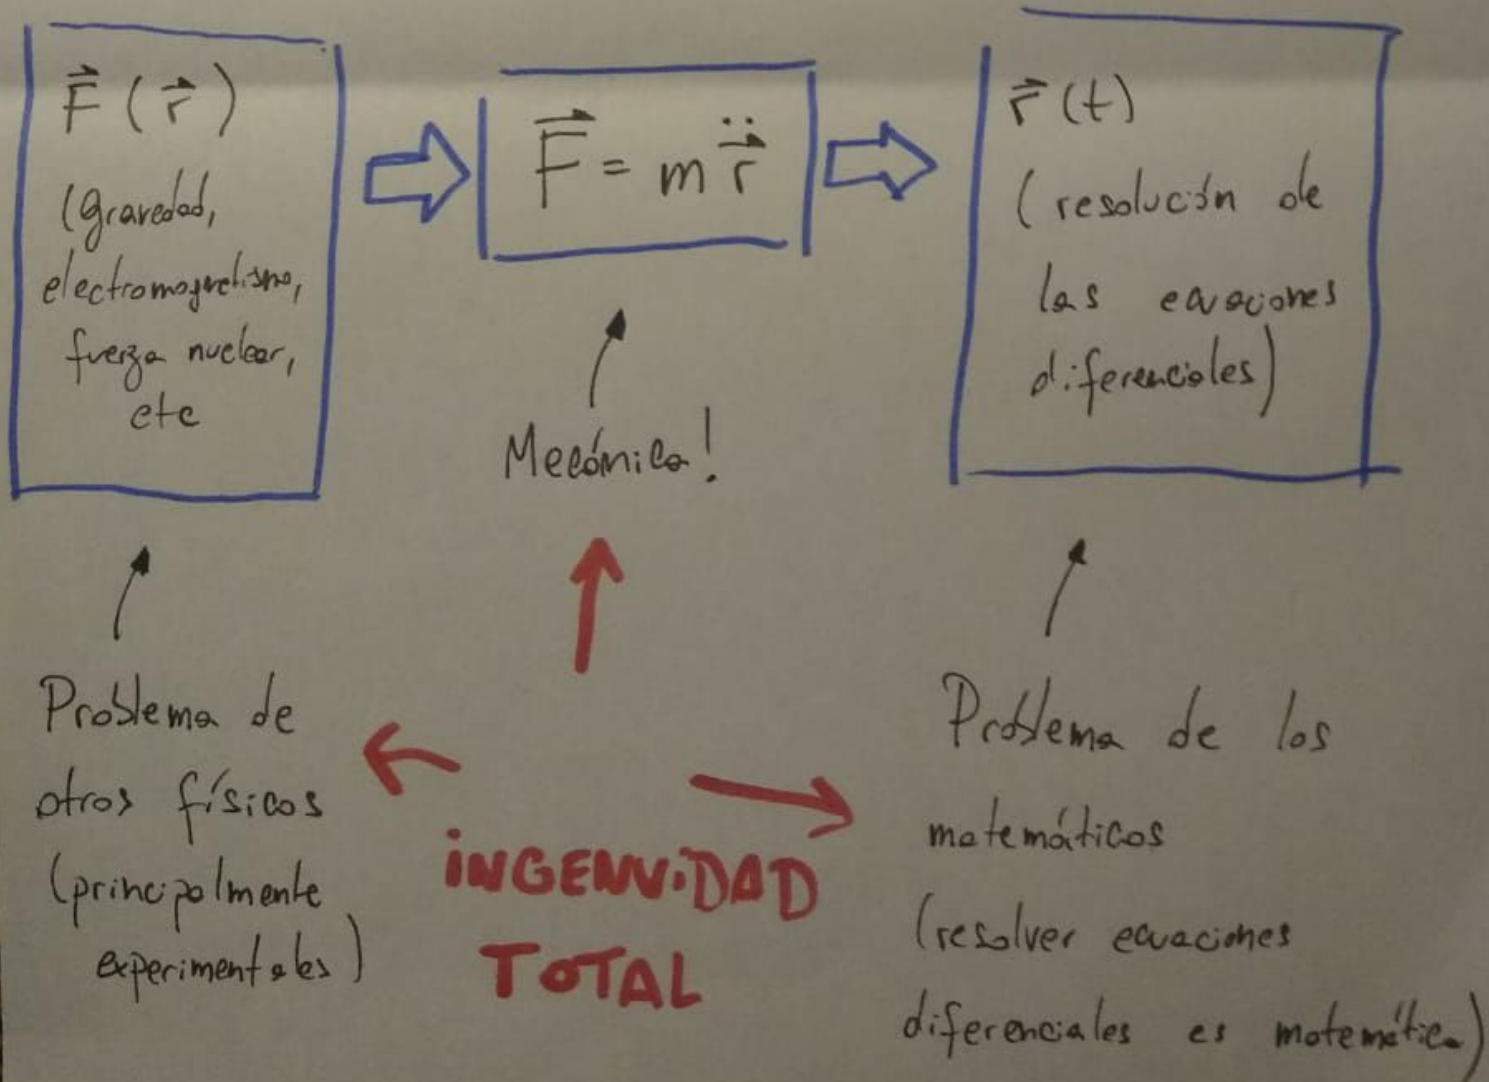 F⃗ (r⃗)
(gravedad,
electromagnetismo,
fuerza nuclear,
etc
F⃗ = m r⃗̈
r⃗ (t)
(resolución de
las ecuaciones
diferenciales)
Mecánica!
Problema de
otros físicos
(principalmente
experimentales)
INGENUIDAD
TOTAL
Problema de los
matemáticos
(resolver ecuaciones
diferenciales es matemática)